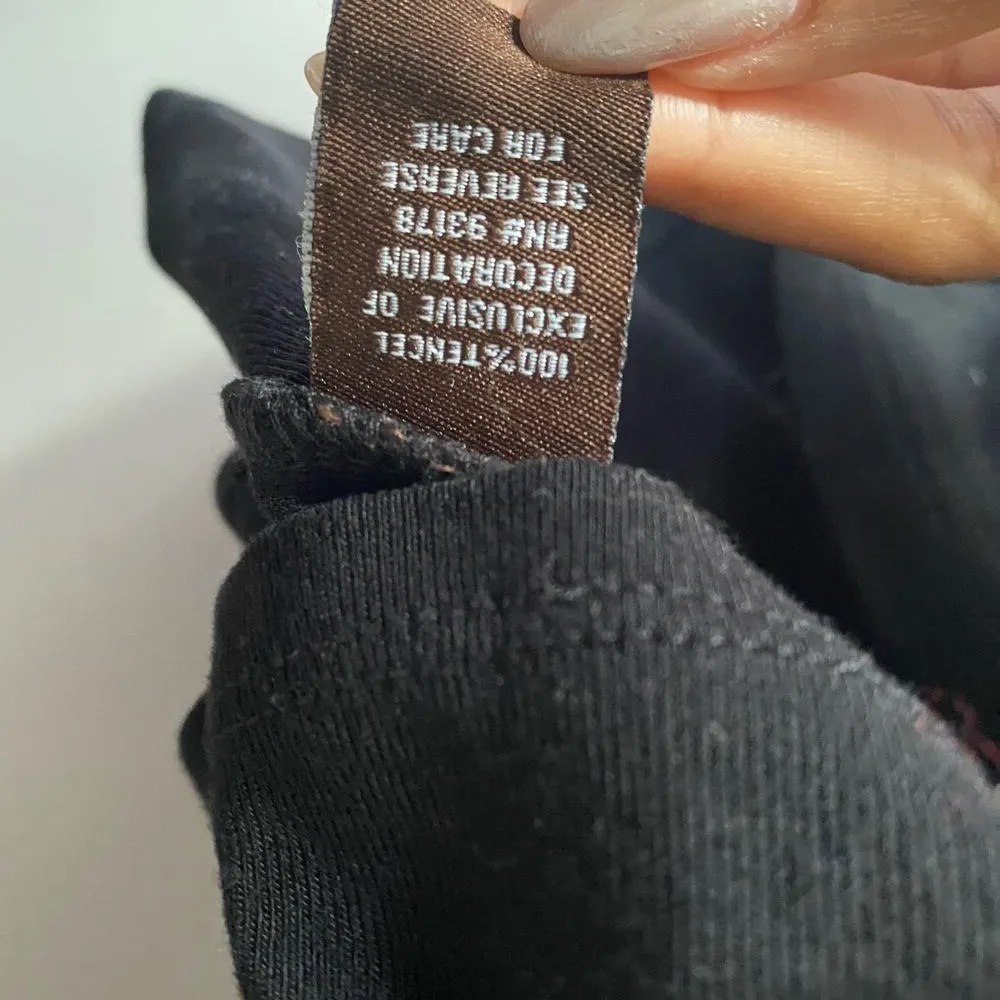 100%TENCEL
EXCLUSIVE OF
DECORATION
RN# 93178
SEE REVERSE
FOR CARE